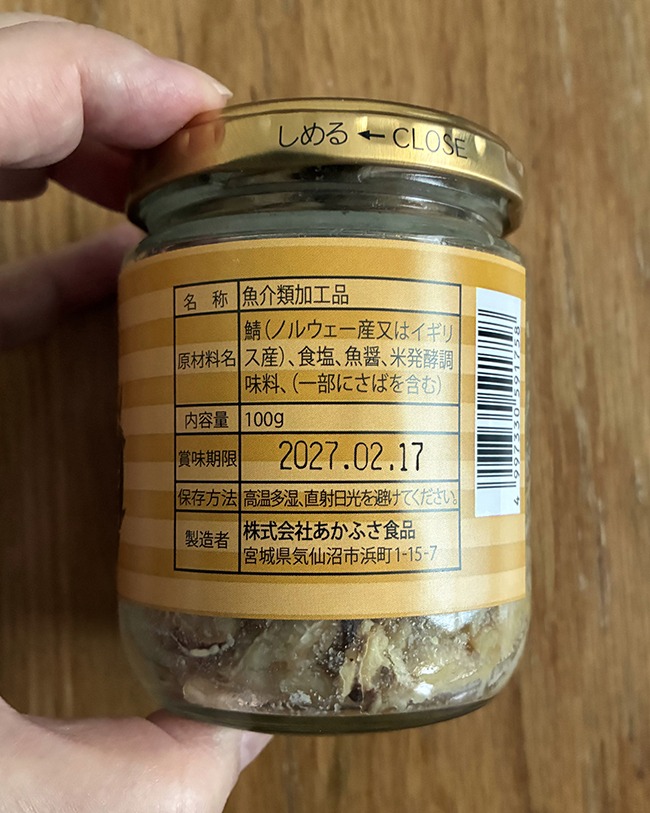 しめる ← CLOSE
名 称 魚介類加工品
原材料名 鯖(ノルウェー産又はイギリ
ス産)、食塩、魚醤、米発酵調
味料、(一部にさばを含む)
内容量 100g
賞味期限 2027.02.17
保存方法 高温多湿、直射日光を避けてください。
製造者 株式会社あかふさ食品
宮城県気仙沼市浜町1-15-7
4 997330 591758